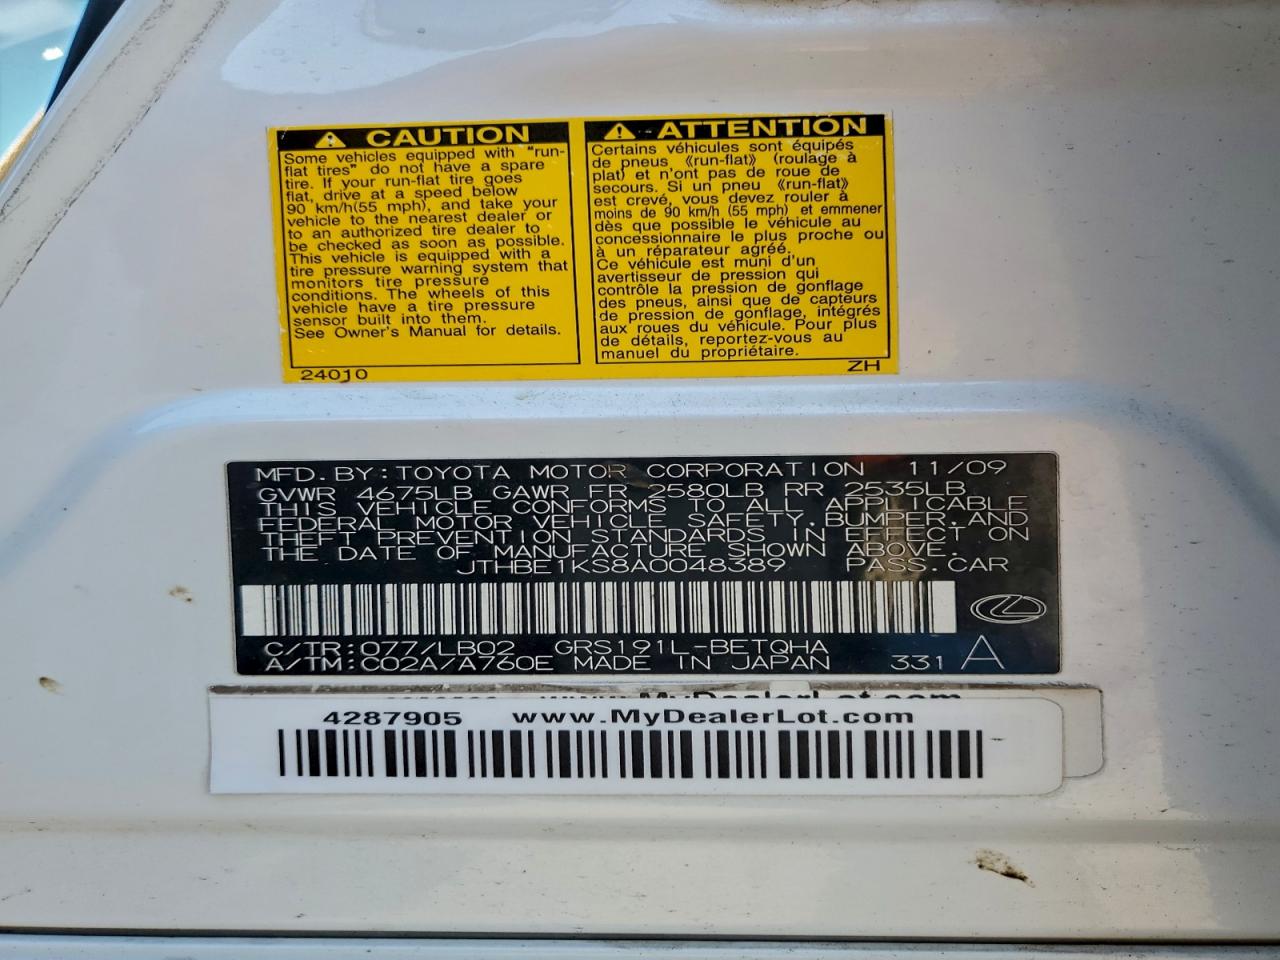 CAUTION
Some vehicles equipped with "run-
flat tires" do not have a spare
tire. If your run-flat tire goes
flat, drive at a speed below
90 km/h(55 mph), and take your
vehicle to the nearest dealer or
to an authorized tire dealer to
be checked as soon as possible.
This vehicle is equipped with a
tire pressure warning system that
monitors tire pressure
conditions. The wheels of this
vehicle have a tire pressure
sensor built into them.
See Owner's Manual for details.
24010
ATTENTION
Certains véhicules sont équipés
de pneus 《run-flat》 (roulage à
plat) et n'ont pas de roue de
secours. Si un pneu 《run-flat》
est crevé, vous devez rouler à
moins de 90 km/h (55 mph) et emmener
dès que possible le véhicule au
concessionnaire le plus proche ou
à un réparateur agréé.
Ce véhicule est muni d'un
avertisseur de pression qui
contrôle la pression de gonflage
des pneus, ainsi que de capteurs
de pression de gonflage, intégrés
aux roues du véhicule. Pour plus
de détails, reportez-vous au
manuel du propriétaire.
ZH
MFD. BY: TOYOTA MOTOR CORPORATION 11/09
GVWR 4675LB GAWR FR 2580LB RR 2535LB
THIS VEHICLE CONFORMS TO ALL APPLICABLE
FEDERAL MOTOR VEHICLE SAFETY, BUMPER, AND
THEFT PREVENTION STANDARDS IN EFFECT ON
THE DATE OF MANUFACTURE SHOWN ABOVE.
JTHBE1KS8A0048389 PASS. CAR
C/TR: 077/LB02 GRS191L-BETQHA
A/TM: C02A/A760E MADE IN JAPAN 331 A
www.MyDealerLot.com
4287905 www.MyDealerLot.com